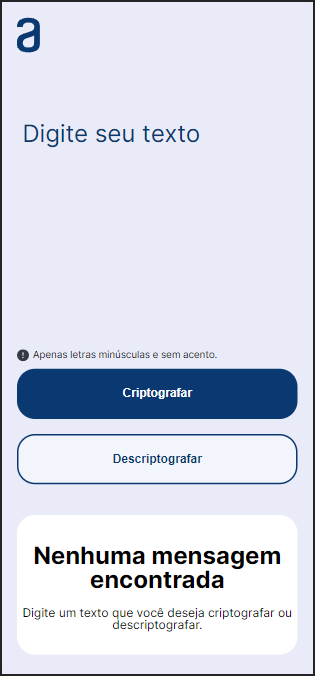 a
Digite seu texto
Apenas letras minúsculas e sem acento.
Criptografar
Descriptografar
Nenhuma mensagem
encontrada
Digite um texto que você deseja criptografar ou
descriptografar.